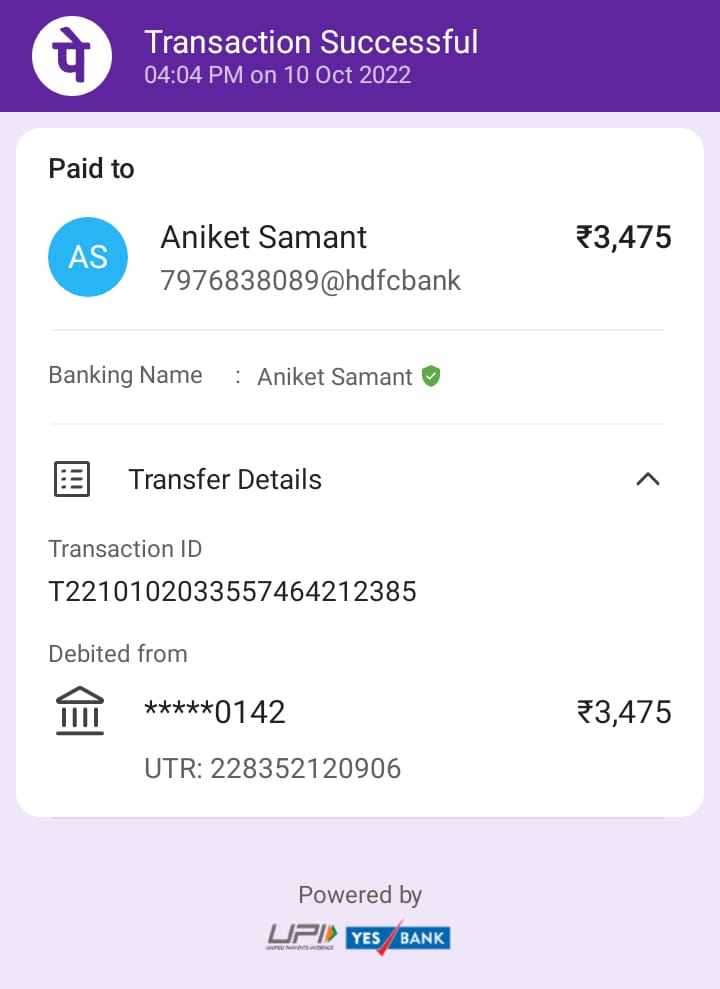 पे
Transaction Successful
04:04 PM on 10 Oct 2022
Paid to
AS
Aniket Samant
₹3,475
7976838089@hdfcbank
Banking Name : Aniket Samant
Transfer Details
Transaction ID
T2210102033557464212385
Debited from
*****0142
₹3,475
UTR: 228352120906
Powered by
UPI
UNIFIED PAYMENTS INTERFACE
YES BANK